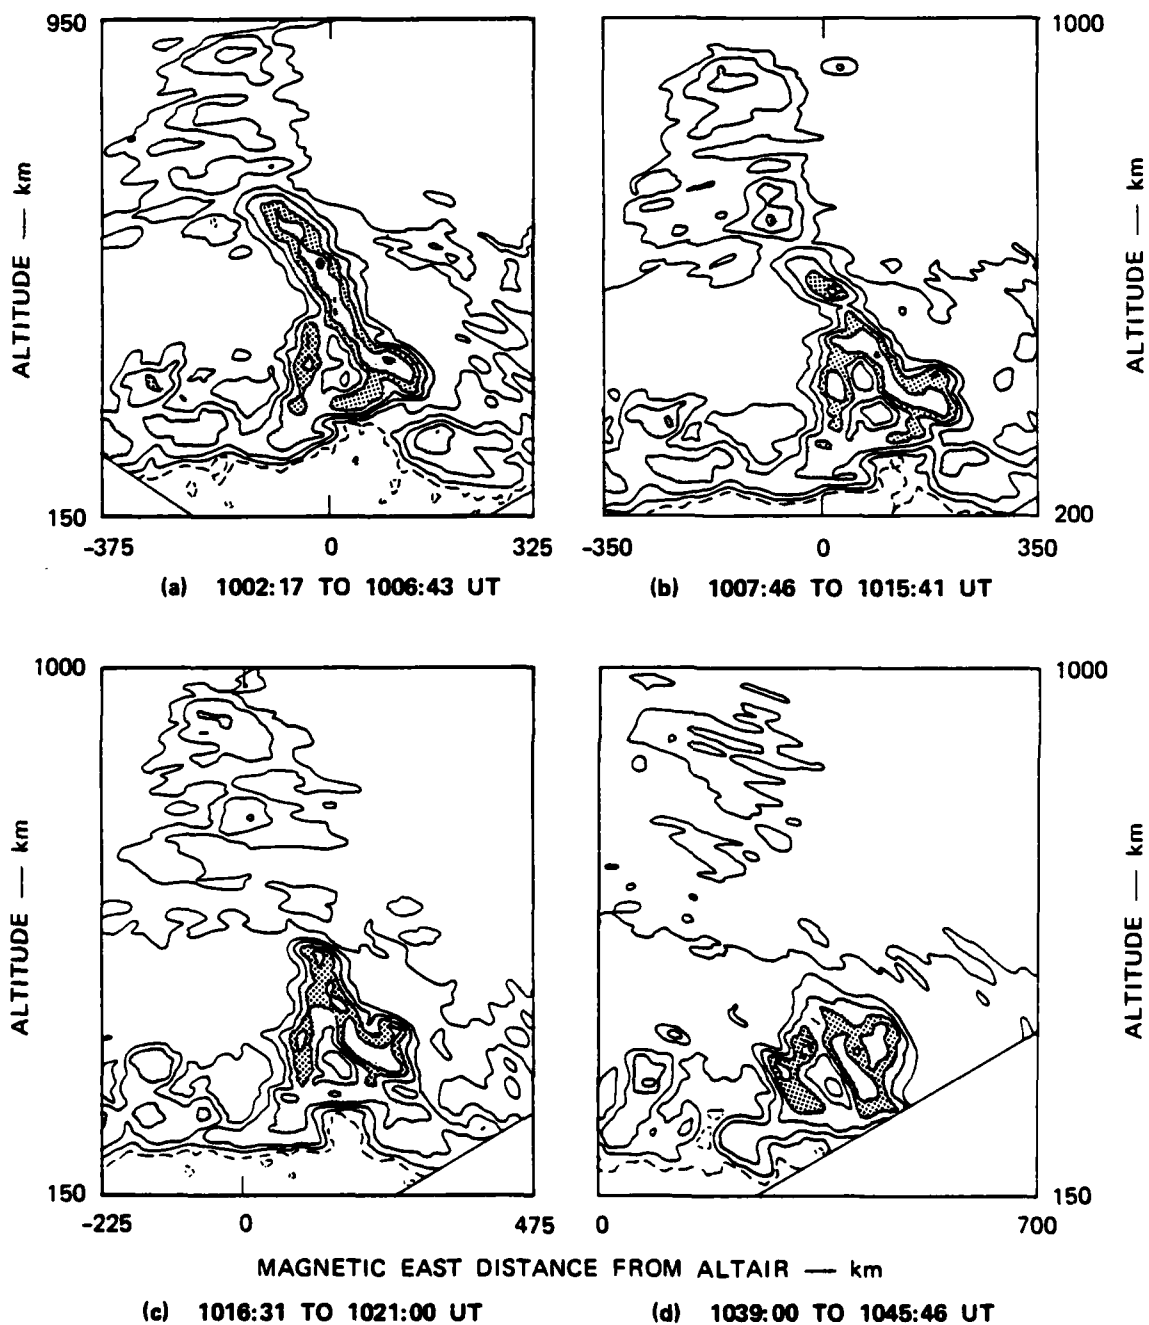 950
1000
ALTITUDE — km
ALTITUDE — km
150
200
-375 0 325
-350 0 350
(a) 1002:17 TO 1006:43 UT
(b) 1007:46 TO 1015:41 UT
1000
1000
ALTITUDE — km
ALTITUDE — km
150
150
-225 0 475
0 700
MAGNETIC EAST DISTANCE FROM ALTAIR — km
(c) 1016:31 TO 1021:00 UT
(d) 1039:00 TO 1045:46 UT